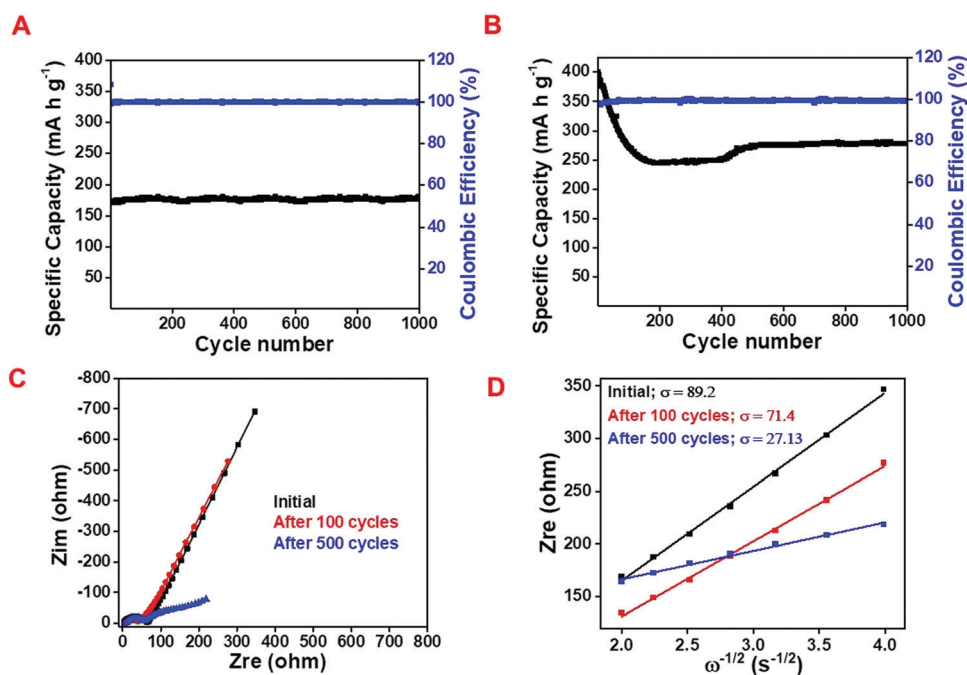 A
Specific Capacity (mA h g⁻¹)
400
350
300
250
200
150
100
50
200 400 600 800 1000
Cycle number
120
100
80
60
40
20
Coulombic Efficiency (%)
B
Specific Capacity (mA h g⁻¹)
400
350
300
250
200
150
100
50
200 400 600 800 1000
Cycle number
120
100
80
60
40
20
Coulombic Efficiency (%)
C
Zim (ohm)
-800
-700
-600
-500
-400
-300
-200
-100
0
Initial
After 100 cycles
After 500 cycles
0 100 200 300 400 500 600 700 800
Zre (ohm)
D
Zre (ohm)
350
300
250
200
150
Initial; σ = 89.2
After 100 cycles; σ = 71.4
After 500 cycles; σ = 27.13
2.0 2.5 3.0 3.5 4.0
ω⁻¹/² (s⁻¹/²)